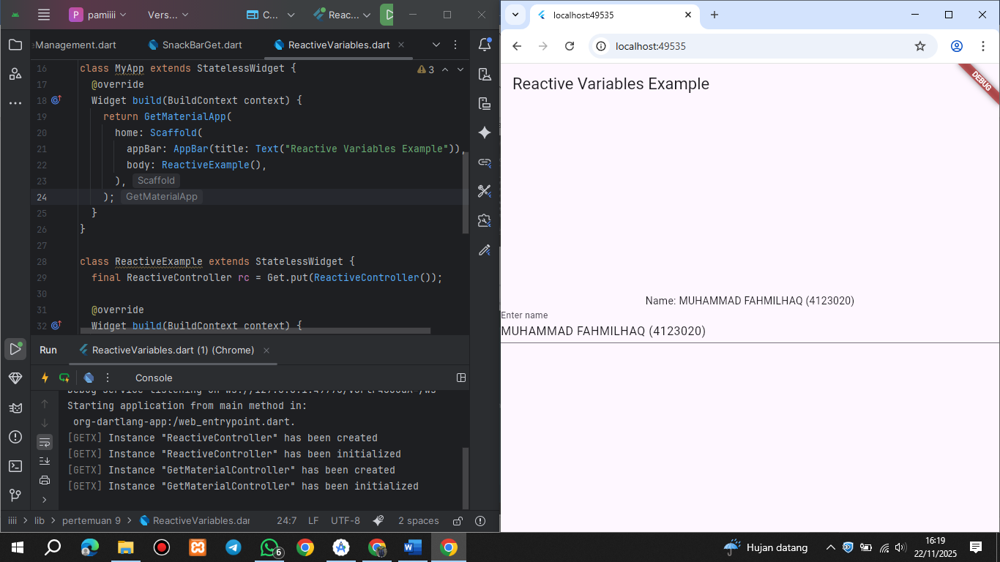 P pamiiii
Vers...
C...
Reac...
eManagement.dart
SnackBarGet.dart
ReactiveVariables.dart
3
16 class MyApp extends StatelessWidget {
17 @override
18 Widget build(BuildContext context) {
19 return GetMaterialApp(
20 home: Scaffold(
21 appBar: AppBar(title: Text("Reactive Variables Example")),
22 body: ReactiveExample(),
23 ), Scaffold
24 ); GetMaterialApp
25 }
26 }
27
28 class ReactiveExample extends StatelessWidget {
29 final ReactiveController rc = Get.put(ReactiveController());
30
31 @override
32 Widget build(BuildContext context) {
Run
ReactiveVariables.dart (1) (Chrome)
Console
Starting application from main method in:
org-dartlang-app:/web_entrypoint.dart.
[GETX] Instance "ReactiveController" has been created
[GETX] Instance "ReactiveController" has been initialized
[GETX] Instance "GetMaterialController" has been created
[GETX] Instance "GetMaterialController" has been initialized
iiii > lib > pertemuan 9 > ReactiveVariables.dar
24:7 LF UTF-8 2 spaces
localhost:49535
localhost:49535
Reactive Variables Example
DEBUG
Name: MUHAMMAD FAHMILHAQ (4123020)
Enter name
MUHAMMAD FAHMILHAQ (4123020)
6
Hujan datang
16:19
22/11/2025